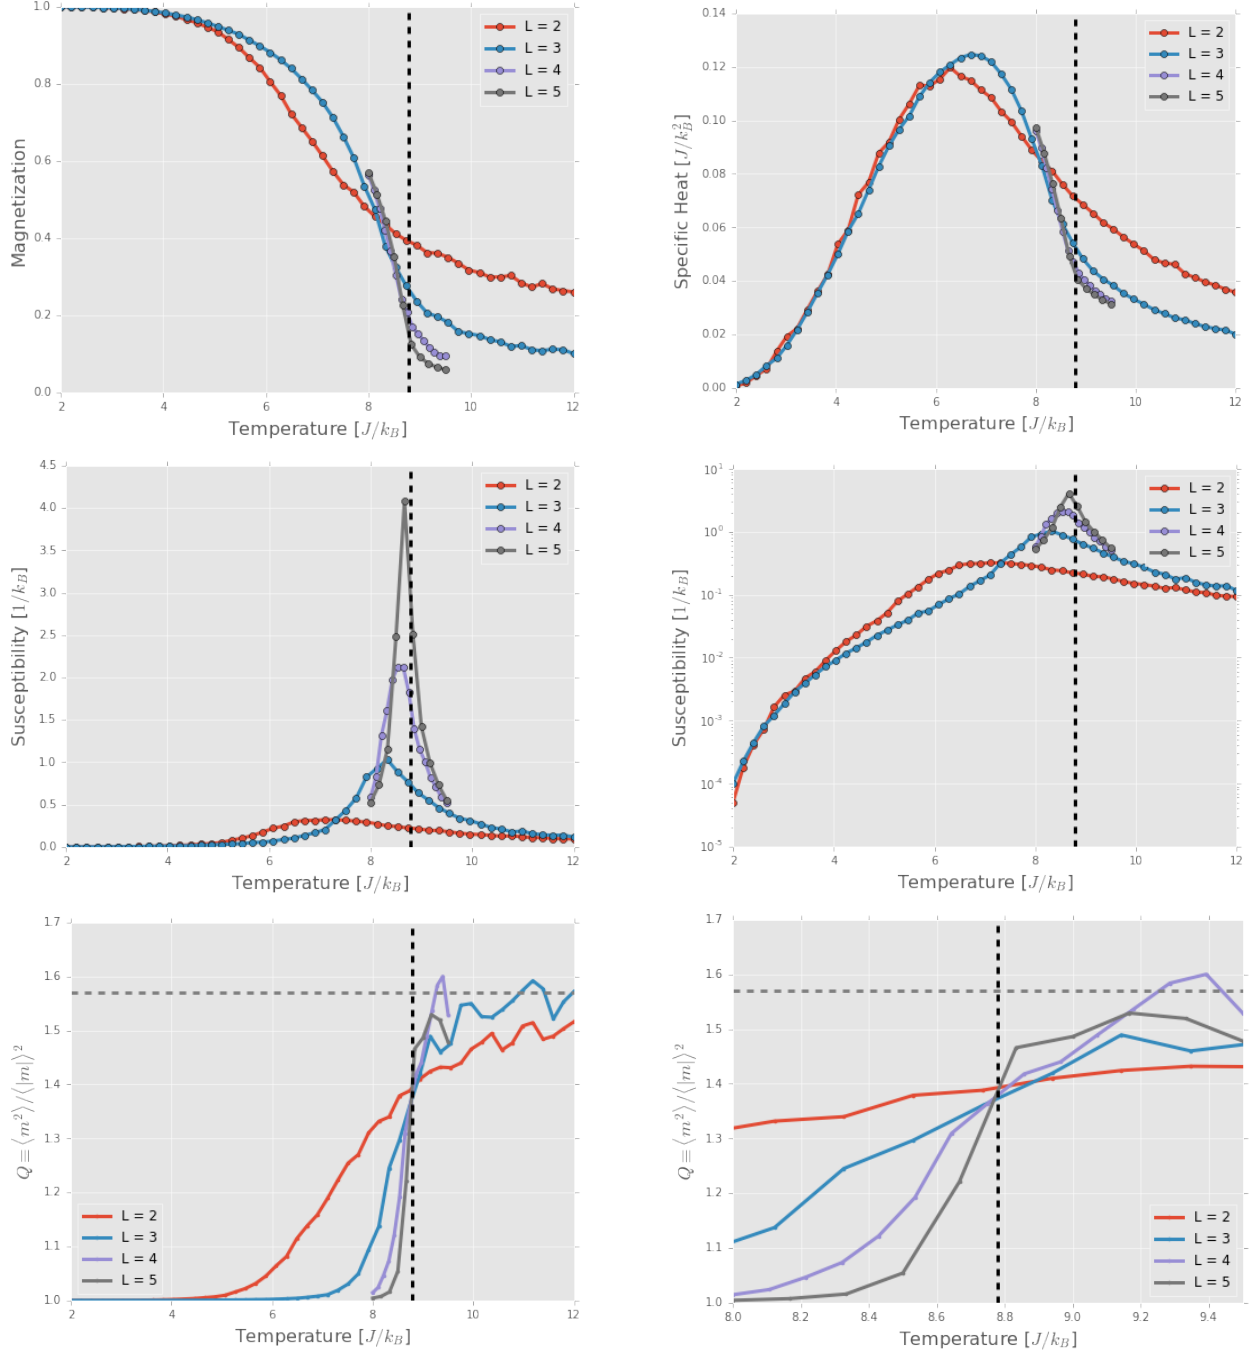 1.0
0.8
0.6
0.4
0.2
0.0
Magnetization
L = 2
L = 3
L = 4
L = 5
2 4 6 8 10 12
Temperature [J/k_B]
0.14
0.12
0.10
0.08
0.06
0.04
0.02
0.00
Specific Heat [J/k_B^2]
L = 2
L = 3
L = 4
L = 5
2 4 6 8 10 12
Temperature [J/k_B]
4.5
4.0
3.5
3.0
2.5
2.0
1.5
1.0
0.5
0.0
Susceptibility [1/k_B]
L = 2
L = 3
L = 4
L = 5
2 4 6 8 10 12
Temperature [J/k_B]
10^1
10^0
10^-1
10^-2
10^-3
10^-4
10^-5
Susceptibility [1/k_B]
L = 2
L = 3
L = 4
L = 5
2 4 6 8 10 12
Temperature [J/k_B]
1.7
1.6
1.5
1.4
1.3
1.2
1.1
1.0
Q ≡ ⟨m^2⟩/⟨|m|⟩^2
L = 2
L = 3
L = 4
L = 5
2 4 6 8 10 12
Temperature [J/k_B]
1.7
1.6
1.5
1.4
1.3
1.2
1.1
1.0
Q ≡ ⟨m^2⟩/⟨|m|⟩^2
L = 2
L = 3
L = 4
L = 5
8.0 8.2 8.4 8.6 8.8 9.0 9.2 9.4
Temperature [J/k_B]